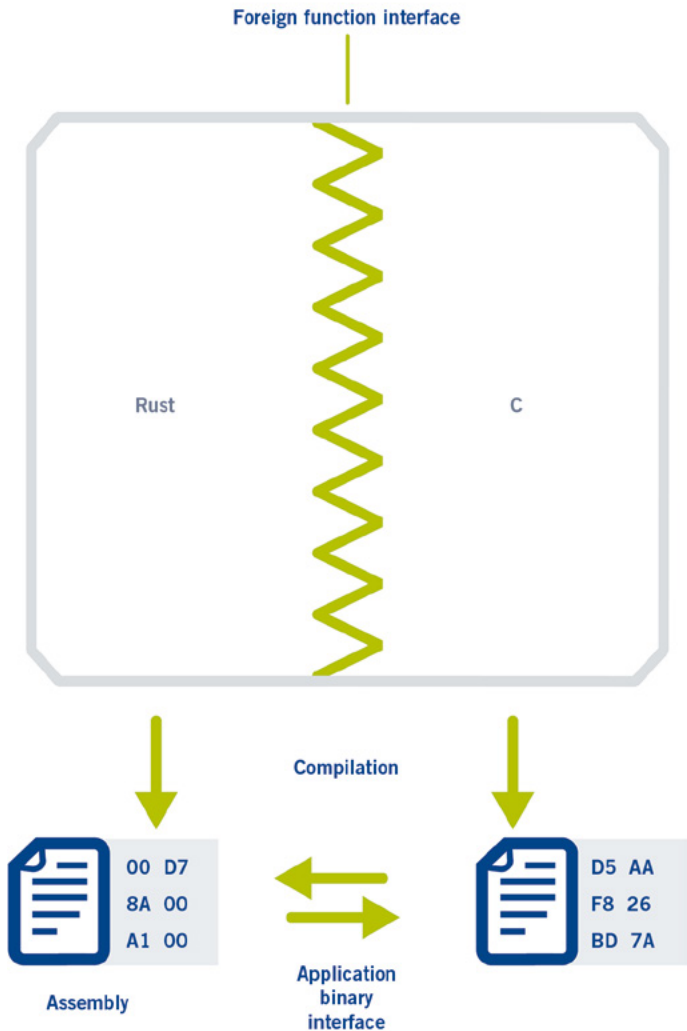 Foreign function interface
Rust
C
Compilation
00 D7
8A 00
A1 00
D5 AA
F8 26
BD 7A
Assembly
Application
binary
interface